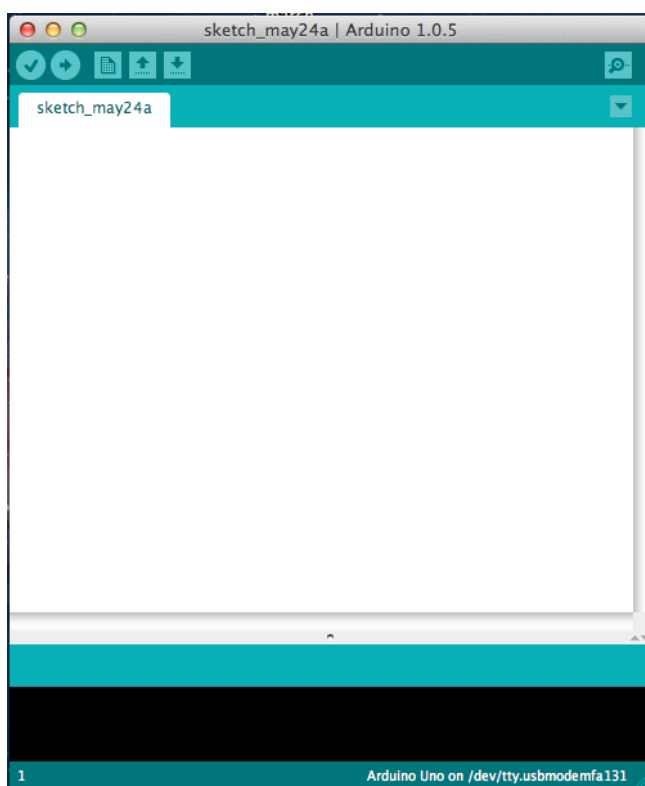 sketch_may24a | Arduino 1.0.5
sketch_may24a
1 Arduino Uno on /dev/tty.usbmodemfa131